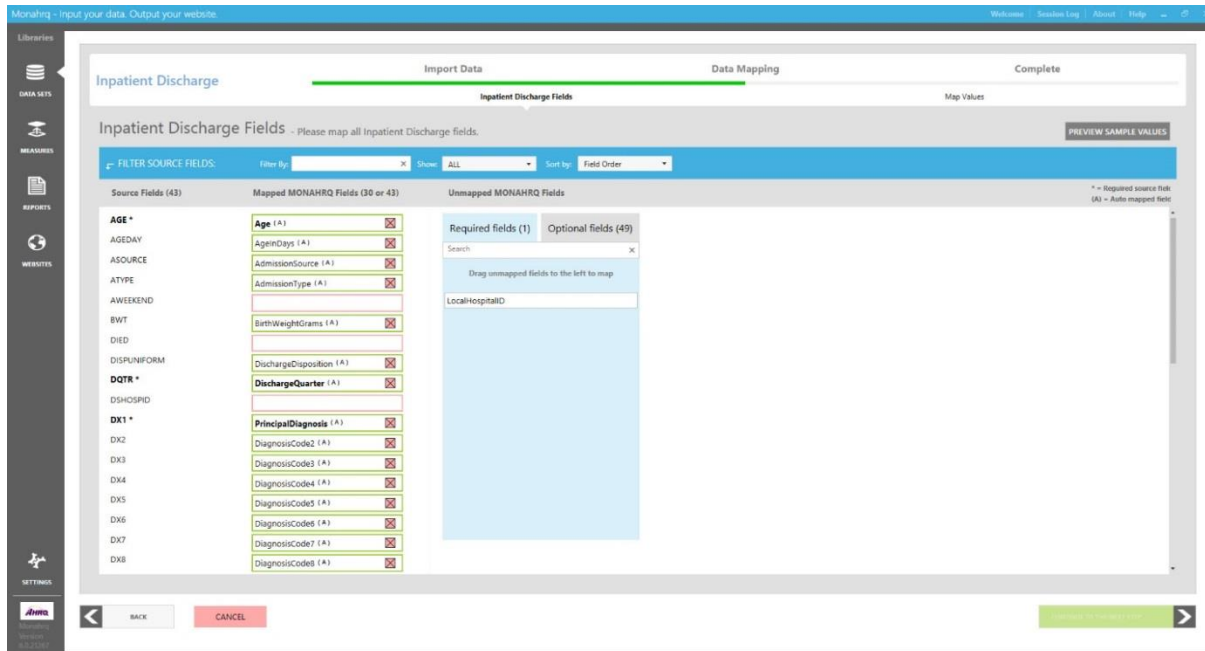 Monahrq - Input your data. Output your website.
Welcome Session Log About Help
Libraries
DATA SETS
MEASURES
REPORTS
WEBSITES
SETTINGS
AHRQ
Monahrq
Version
Inpatient Discharge
Import Data
Data Mapping
Complete
Inpatient Discharge Fields
Map Values
Inpatient Discharge Fields - Please map all Inpatient Discharge fields.
PREVIEW SAMPLE VALUES
FILTER SOURCE FIELDS: Filter By: Show: ALL Sort by: Field Order
Source Fields (43) Mapped MONAHRQ Fields (30 or 43) Unmapped MONAHRQ Fields
* = Required source field
(A) = Auto mapped field
AGE * Age (A)
AGEDAY AgeinDays (A)
ASOURCE AdmissionSource (A)
ATYPE AdmissionType (A)
AWEEKEND
BWT BirthWeightGrams (A)
DIED
DISPUNIFORM DischargeDisposition (A)
DQTR * DischargeQuarter (A)
DSHOSPID
DX1 * PrincipalDiagnosis (A)
DX2 DiagnosisCode2 (A)
DX3 DiagnosisCode3 (A)
DX4 DiagnosisCode4 (A)
DX5 DiagnosisCode5 (A)
DX6 DiagnosisCode6 (A)
DX7 DiagnosisCode7 (A)
DX8 DiagnosisCode8 (A)
Required fields (1) Optional fields (49)
Search
Drag unmapped fields to the left to map
LocalHospitalID
BACK
CANCEL